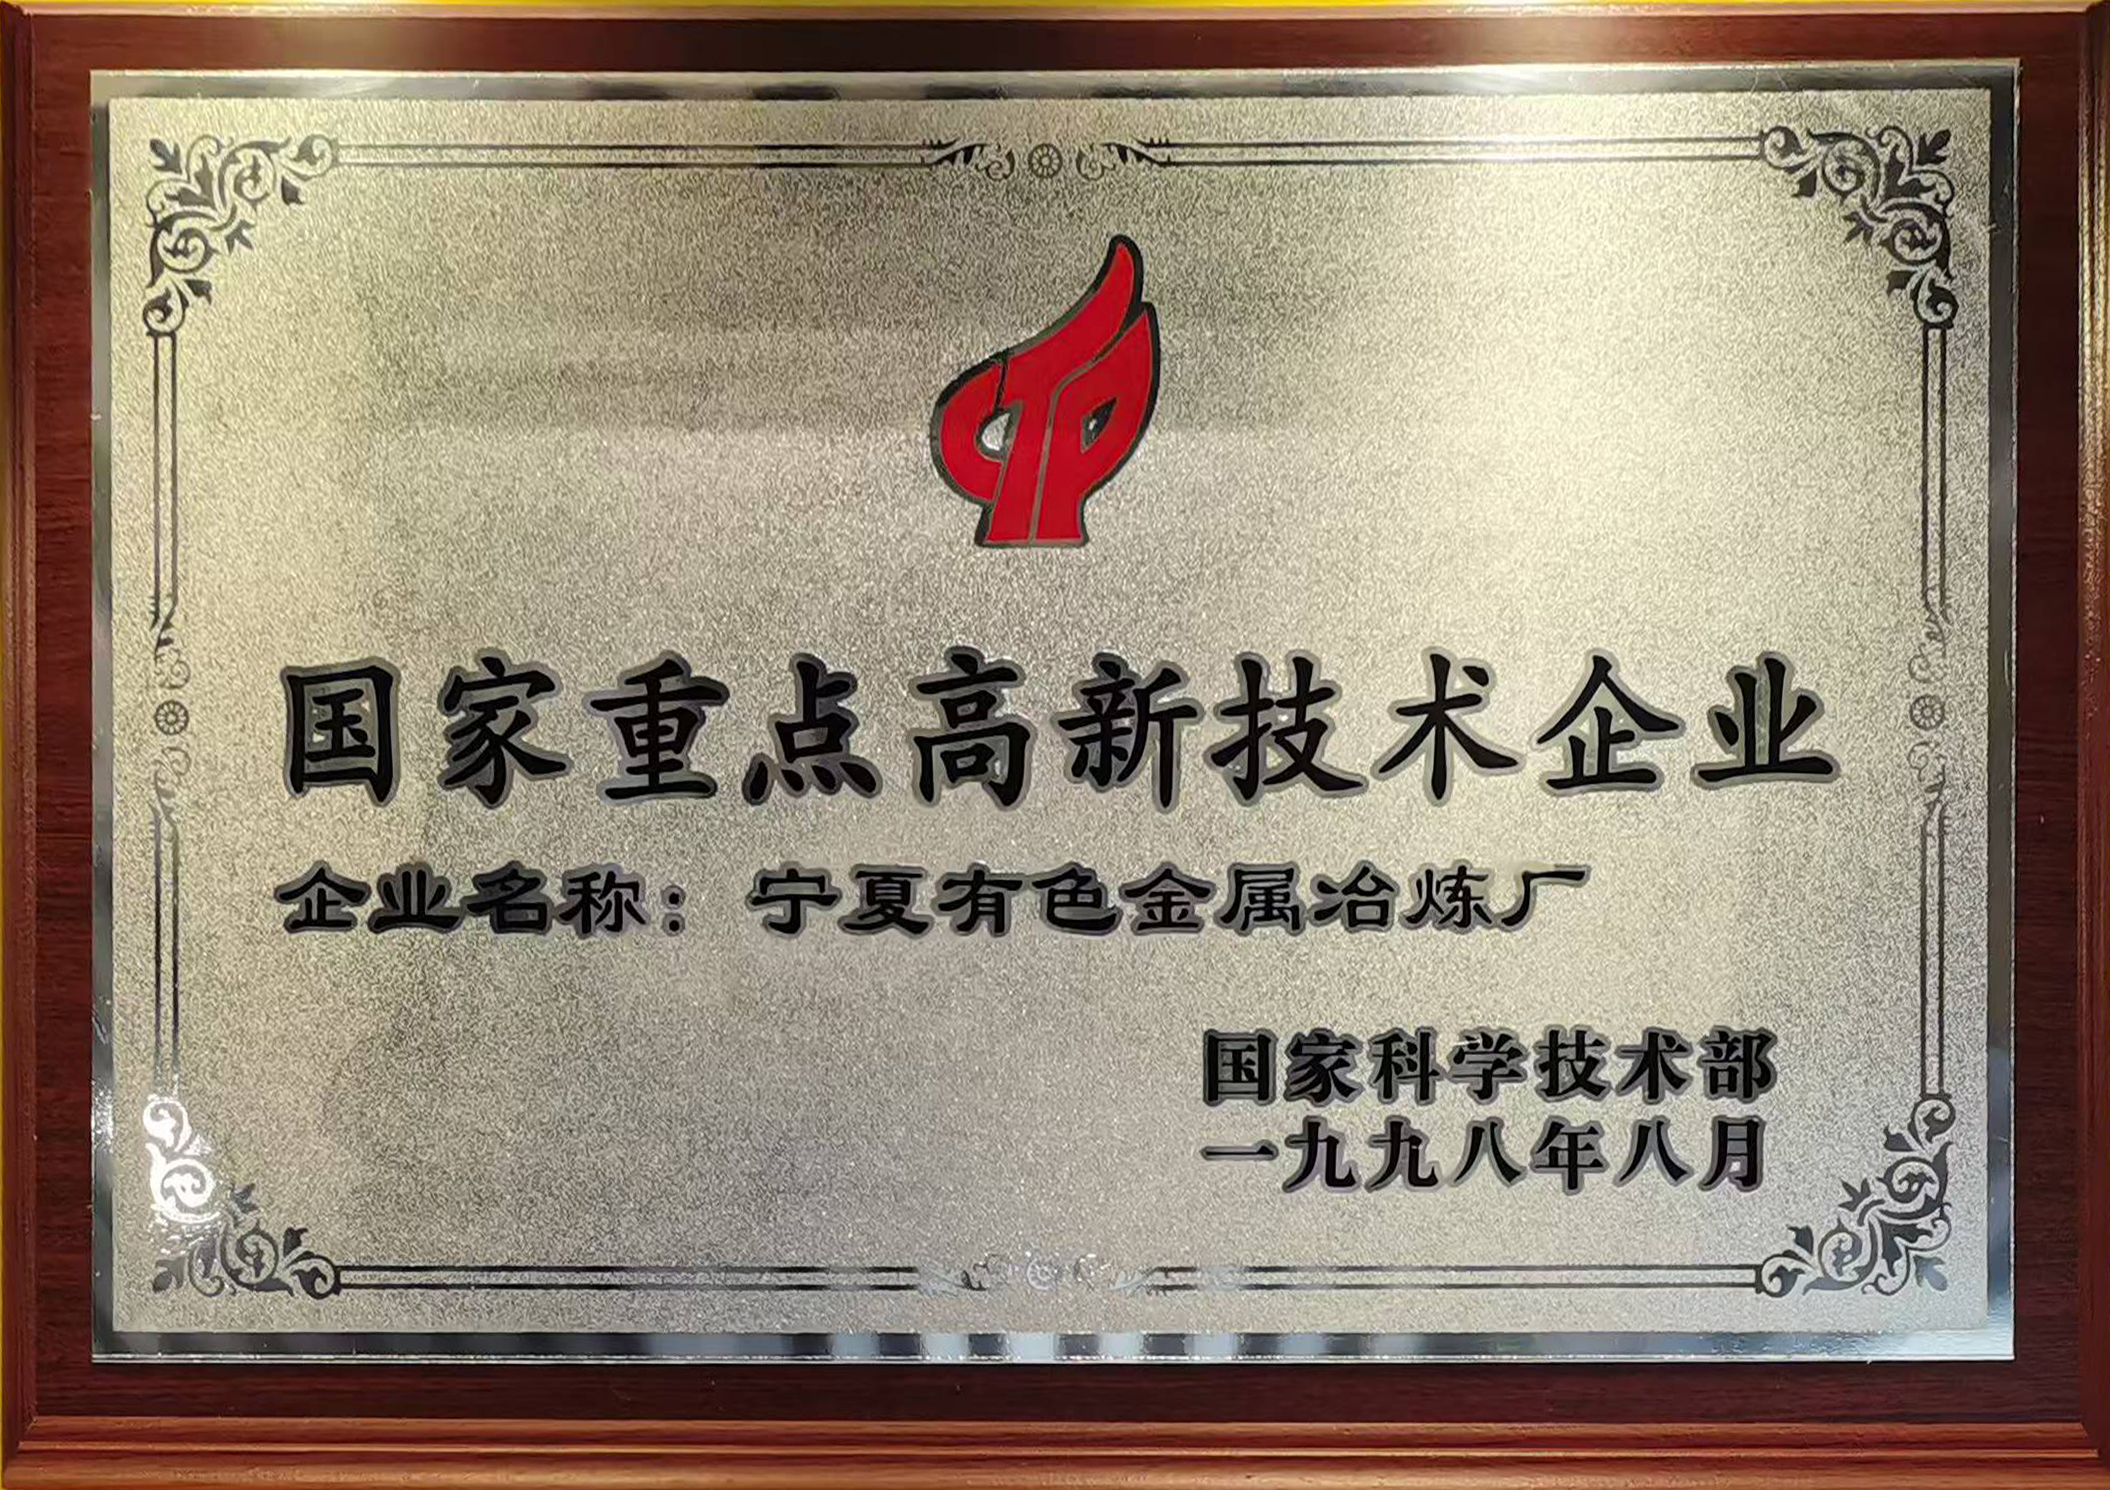 国家重点高新技术企业
企业名称：宁夏有色金属冶炼厂
国家科学技术部
一九九八年八月